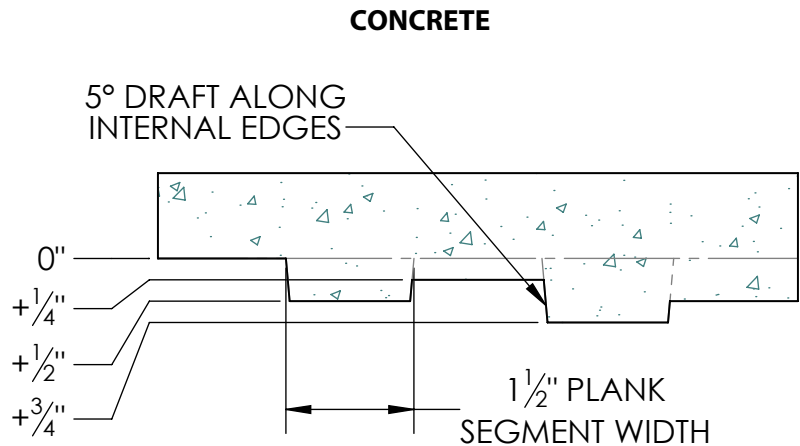 CONCRETE
5° DRAFT ALONG
INTERNAL EDGES
0"
+1/4"
+1/2"
+3/4"
1 1/2" PLANK
SEGMENT WIDTH